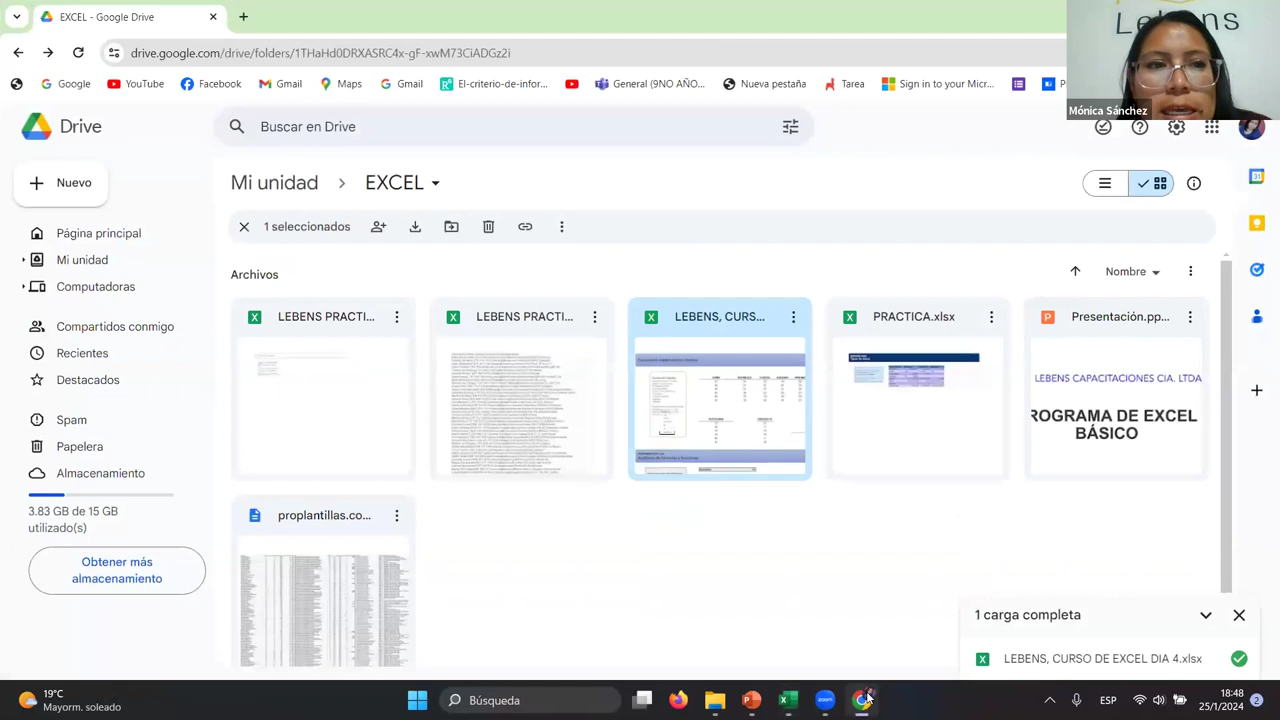 EXCEL - Google Drive
drive.google.com/drive/folders/1THaHd0DRXASRC4x-gF-xwM73CiADGz2i
Google YouTube Facebook Gmail Maps Gmail El-criterio-de-infor... General (9NO AÑO... Nueva pestaña Tarea Sign in to your Micr...
Lebens
Mónica Sánchez
Drive
Buscar en Drive
Nuevo
Mi unidad > EXCEL
1 seleccionados
Página principal
Mi unidad
Computadoras
Compartidos conmigo
Recientes
Destacados
Spam
Papelera
Almacenamiento
3.83 GB de 15 GB
utilizado(s)
Obtener más
almacenamiento
Archivos
Nombre
LEBENS PRACTI...
LEBENS PRACTI...
LEBENS, CURS...
PRACTICA.xlsx
Presentación.pp...
LEBENS CAPACITACIONES CIA. LTDA
ROGRAMA DE EXCEL
BÁSICO
proplantillas.co...
1 carga completa
LEBENS, CURSO DE EXCEL DIA 4.xlsx
19°C
Mayorm. soleado
Búsqueda
zoom
ESP
18:48
25/1/2024
2